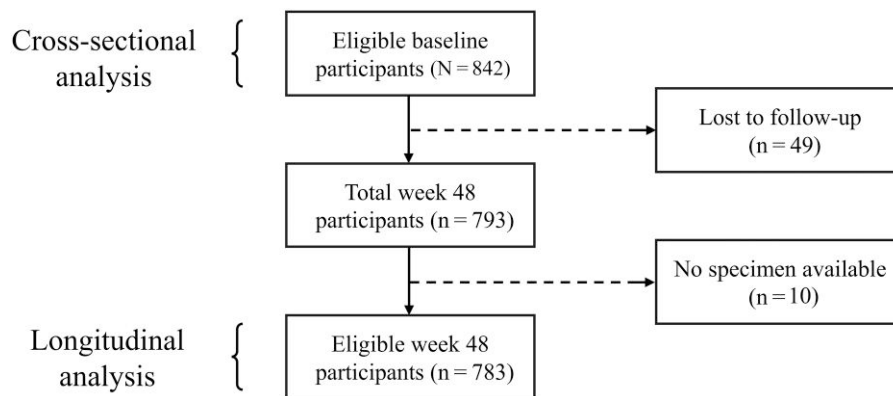 Cross-sectional
analysis
Eligible baseline
participants (N = 842)
Lost to follow-up
(n = 49)
Total week 48
participants (n = 793)
No specimen available
(n = 10)
Longitudinal
analysis
Eligible week 48
participants (n = 783)